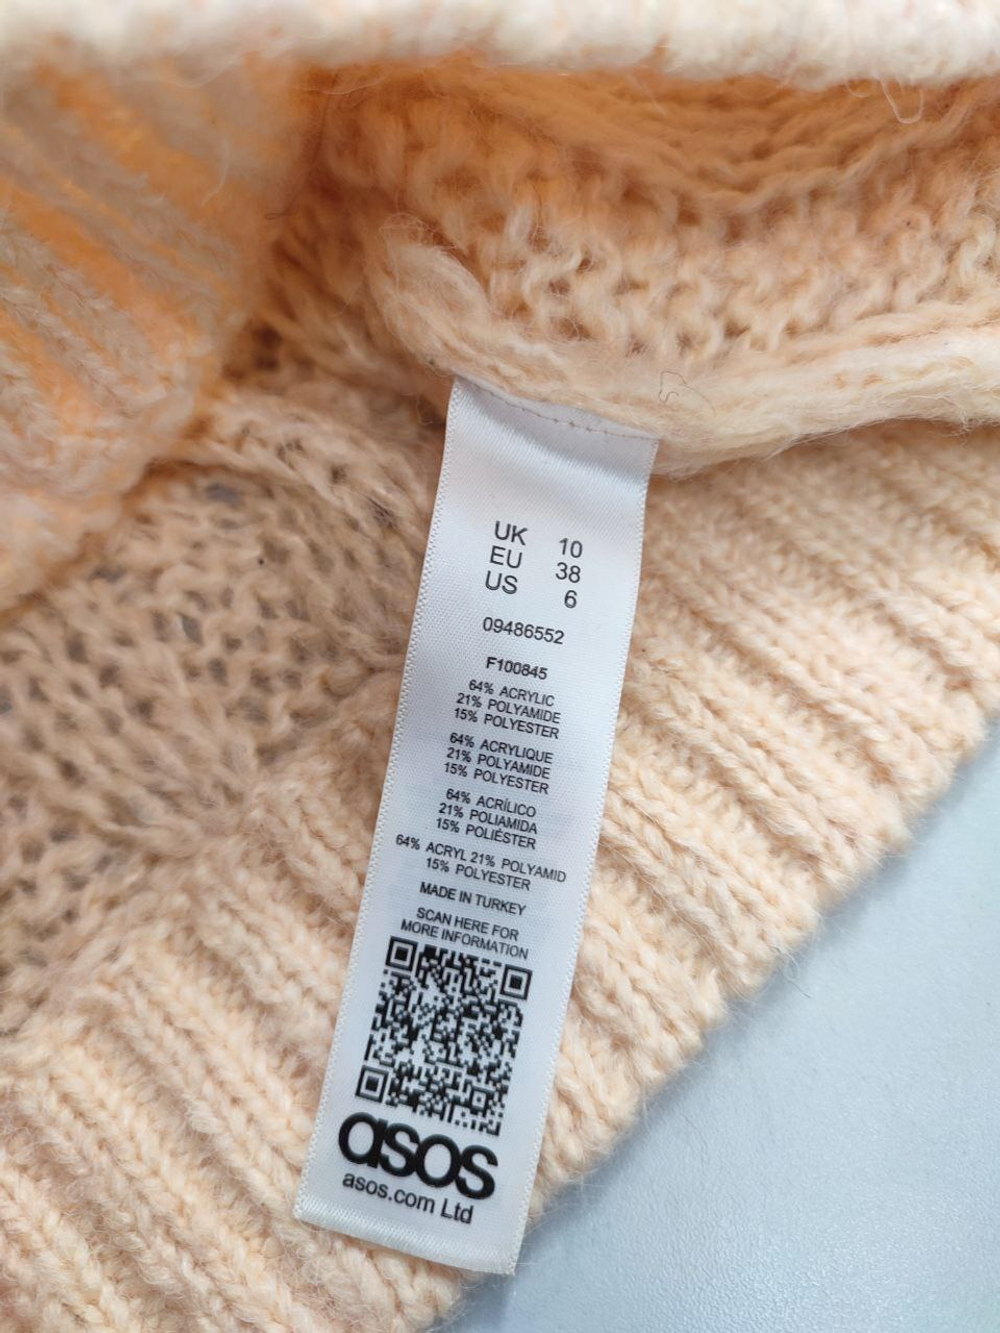 UK 10
EU 38
US 6
09486552
F100845
64% ACRYLIC
21% POLYAMIDE
15% POLYESTER
64% ACRYLIQUE
21% POLYAMIDE
15% POLYESTER
64% ACRÍLICO
21% POLIAMIDA
15% POLIÉSTER
64% ACRYL 21% POLYAMID
15% POLYESTER
MADE IN TURKEY
SCAN HERE FOR
MORE INFORMATION
asos
asos.com Ltd